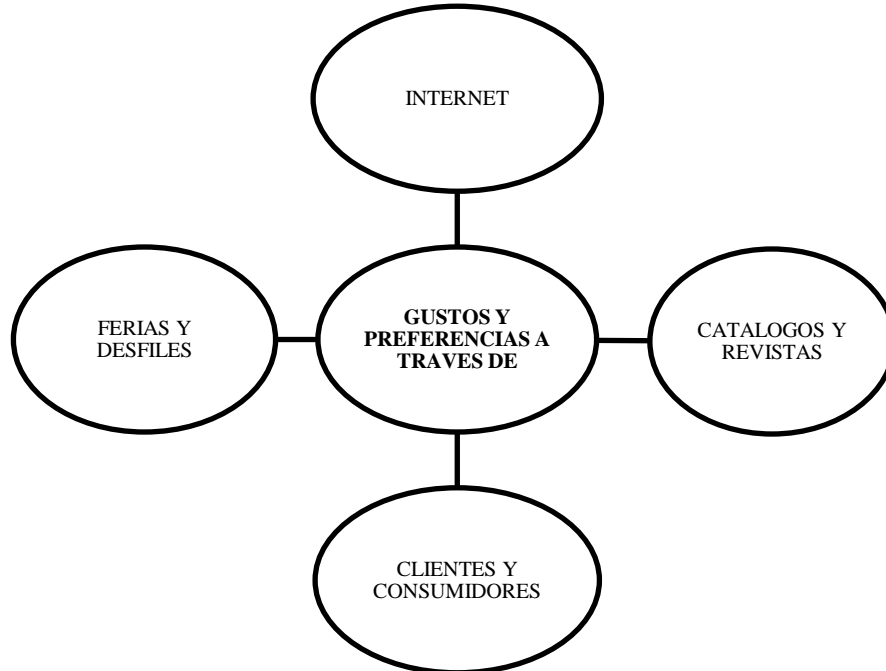 INTERNET
FERIAS Y
DESFILES
GUSTOS Y
PREFERENCIAS A
TRAVES DE
CATALOGOS Y
REVISTAS
CLIENTES Y
CONSUMIDORES